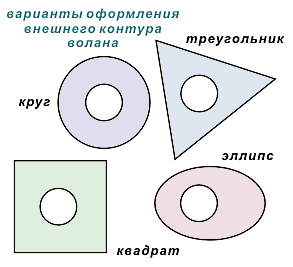 варианты оформления
внешнего контура
волана
треугольник
круг
эллипс
квадрат